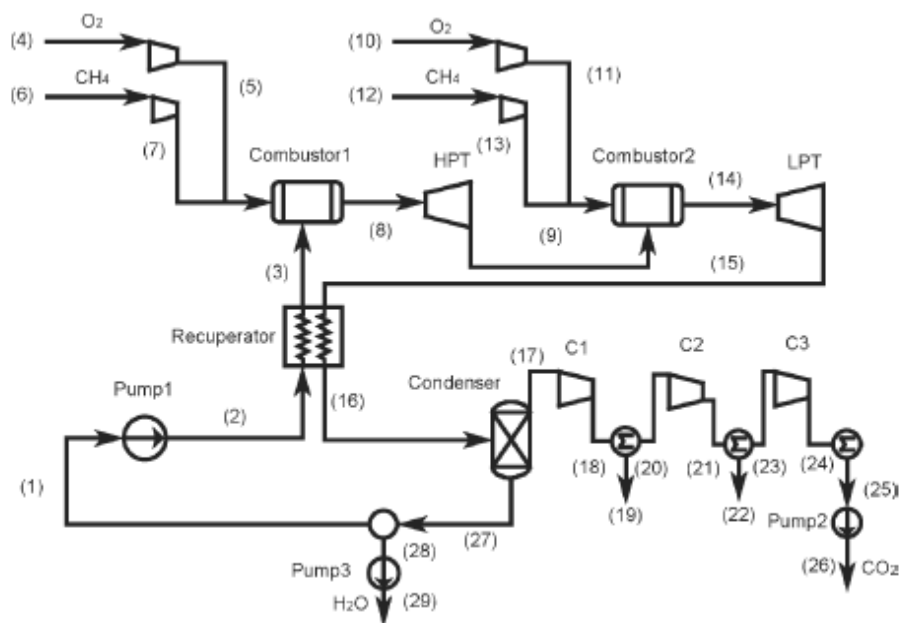 (4) O₂ (10) O₂
(5) (11)
(6) CH₄ (12) CH₄
(7) (13)
Combustor1 HPT Combustor2 LPT
(8) (9) (14)
(3) (15)
Recuperator
C1 C2 C3
(17)
Condenser
Pump1
(2) (16)
(18) (20) (21) (23) (24)
(1) (19) (22) (25)
(27) Pump2
(28) (26) CO₂
Pump3
H₂O (29)